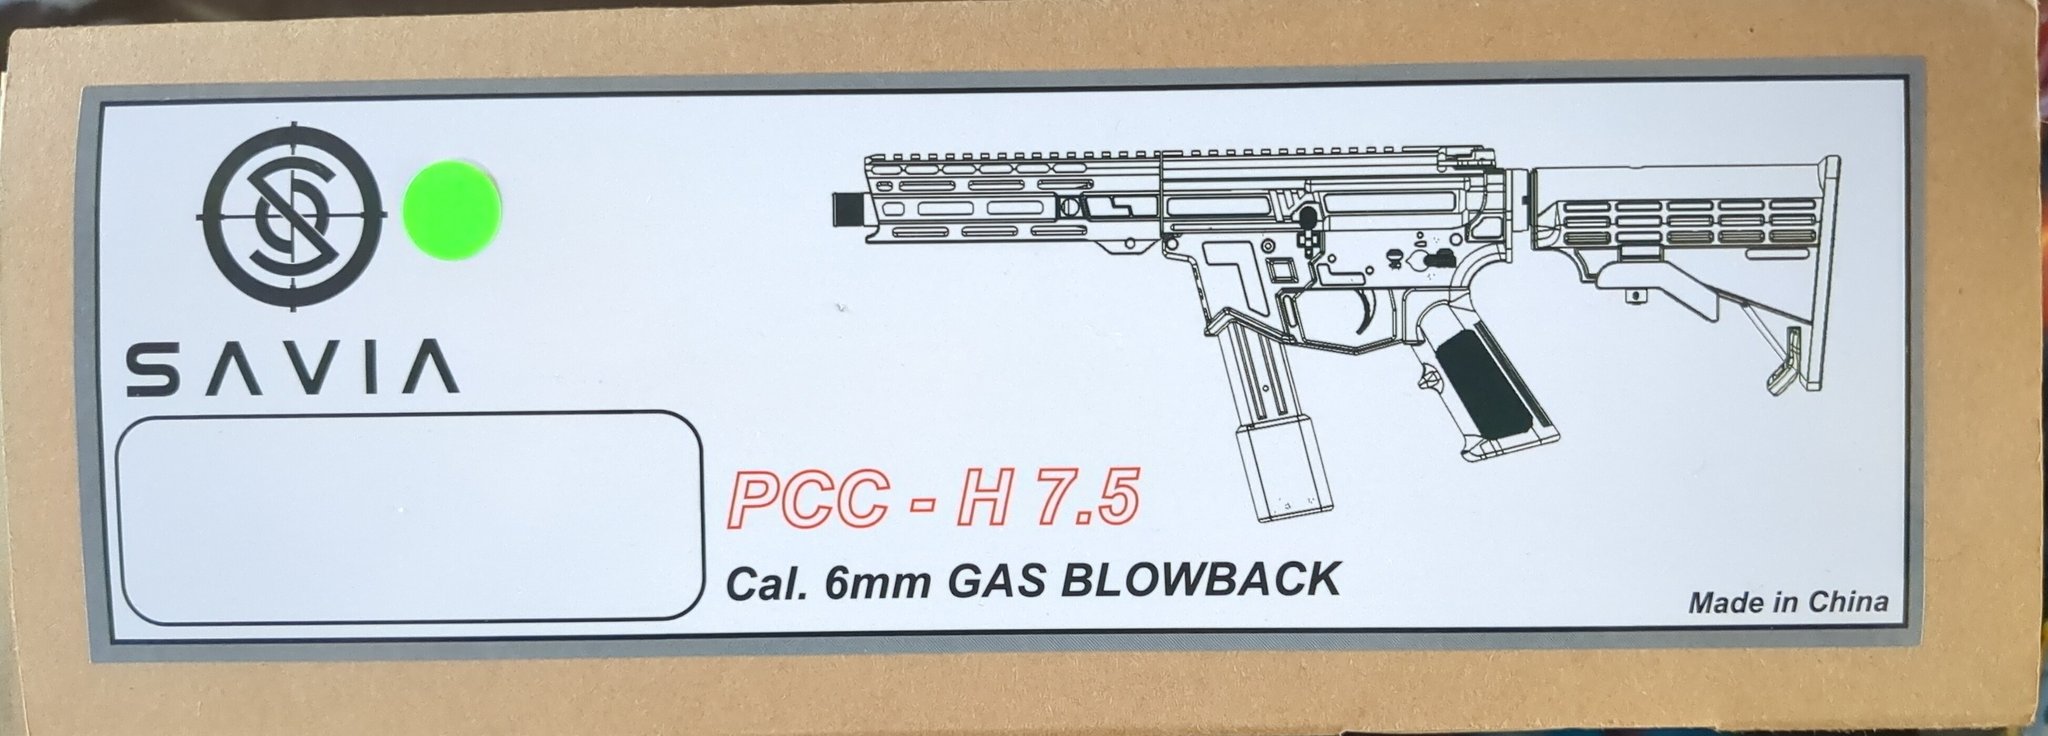 SAVIA
PCC - H 7.5
Cal. 6mm GAS BLOWBACK
Made in China